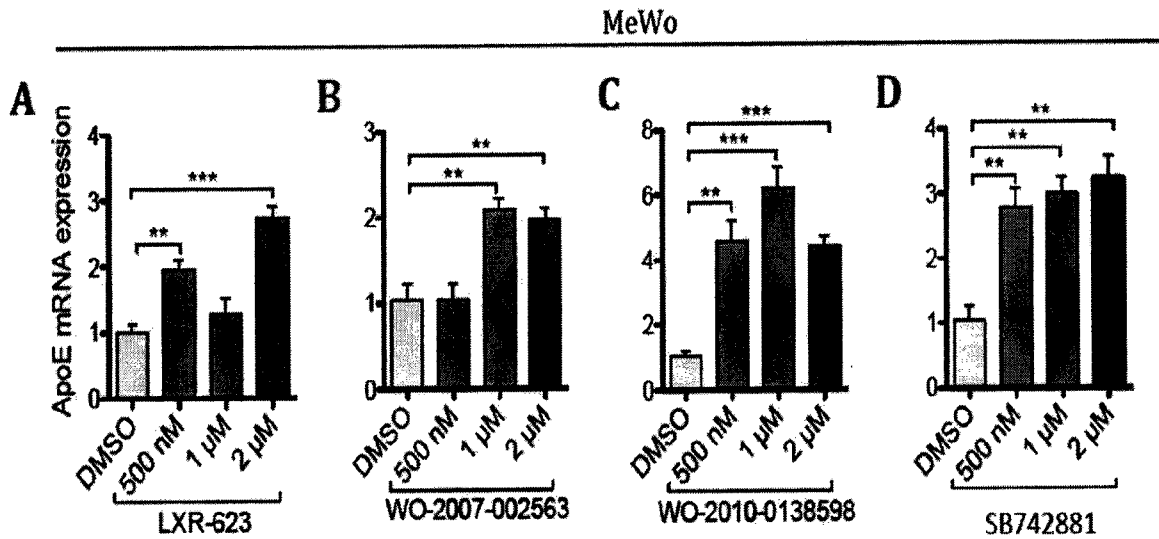 MeWo
A
ApoE mRNA expression
4
3
2
1
0
**
***
DMSO
500 nM
1 µM
2 µM
LXR-623
B
3
2
1
0
**
**
DMSO
500 nM
1 µM
2 µM
WO-2007-002563
C
8
6
4
2
0
**
***
***
DMSO
500 nM
1 µM
2 µM
WO-2010-0138598
D
4
3
2
1
0
**
**
**
DMSO
500 nM
1 µM
2 µM
SB742881